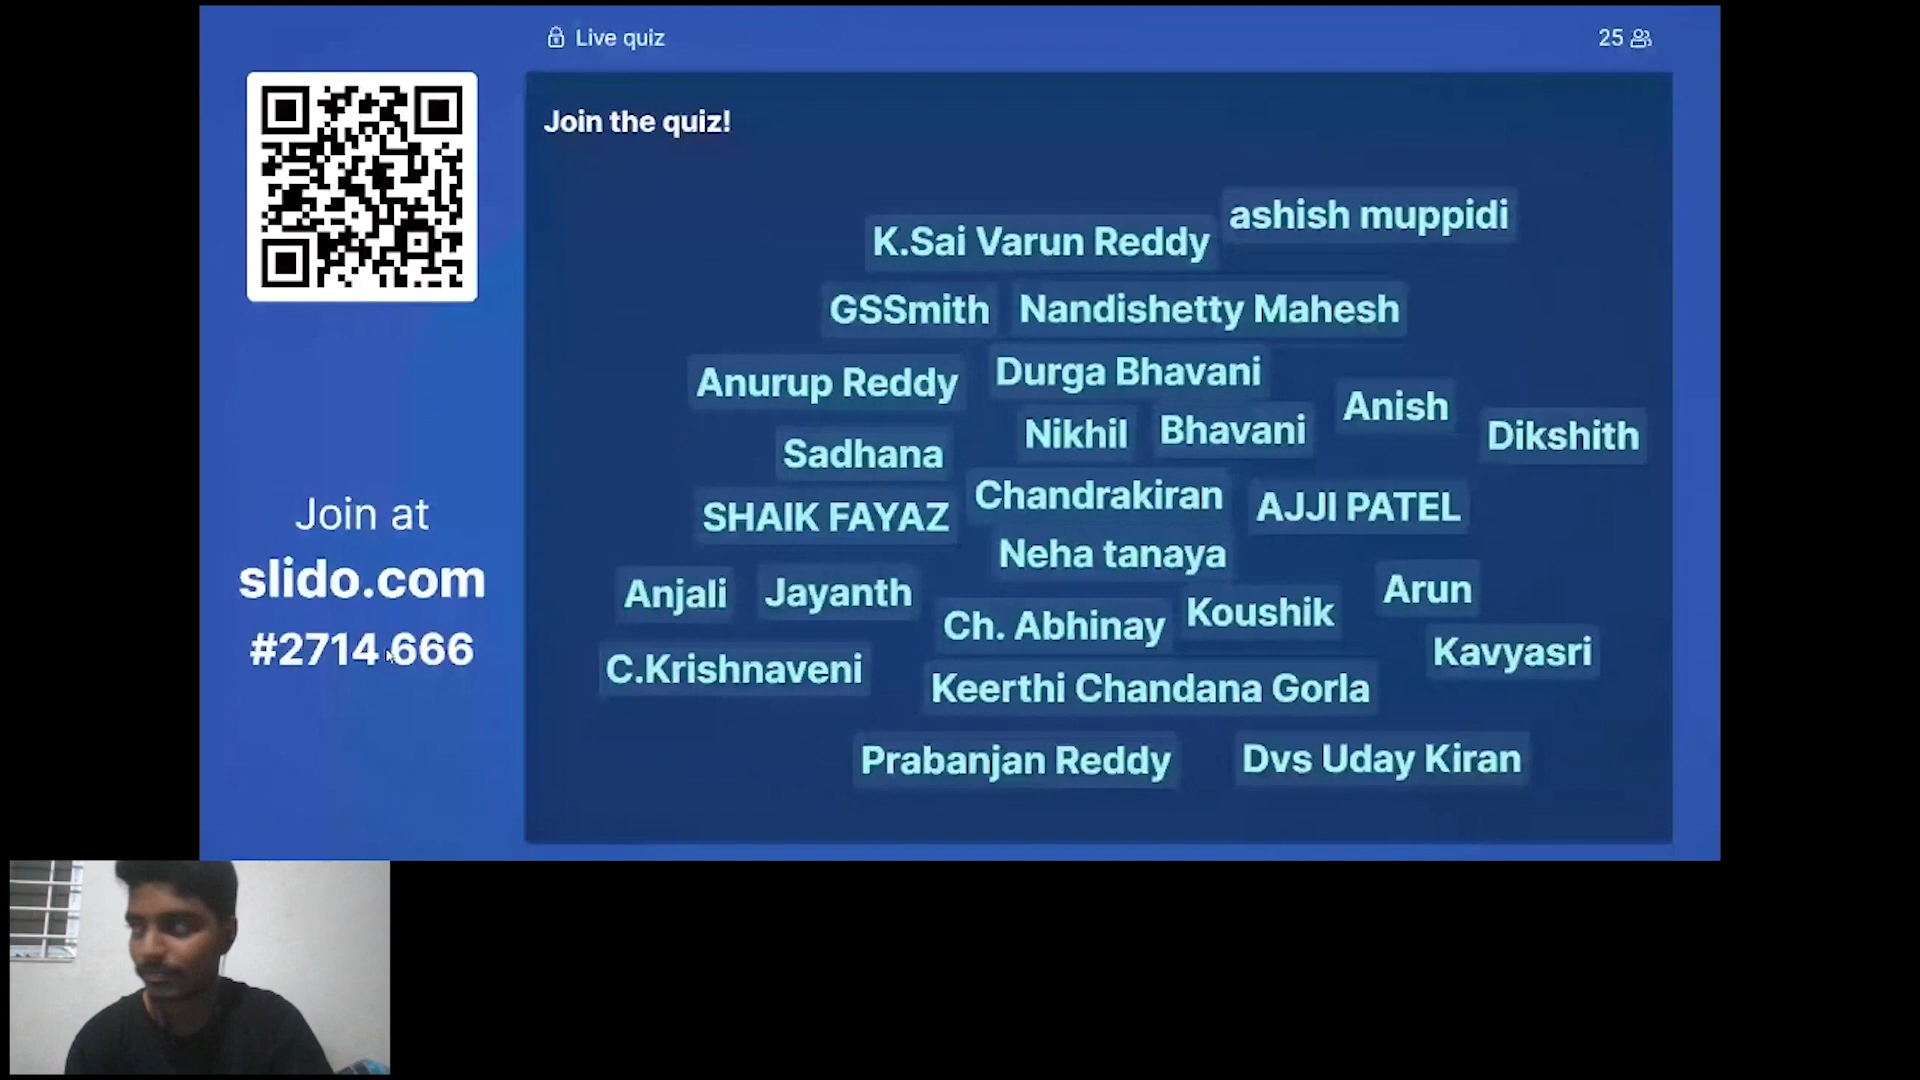 Live quiz
25
Join the quiz!
ashish muppidi
K.Sai Varun Reddy
GSSmith
Nandishetty Mahesh
Durga Bhavani
Anurup Reddy
Anish
Nikhil
Bhavani
Dikshith
Sadhana
Chandrakiran
AJJI PATEL
SHAIK FAYAZ
Neha tanaya
Anjali
Jayanth
Arun
Ch. Abhinay
Koushik
Kavyasri
C.Krishnaveni
Keerthi Chandana Gorla
Prabanjan Reddy
Dvs Uday Kiran
Join at
slido.com
#2714 666